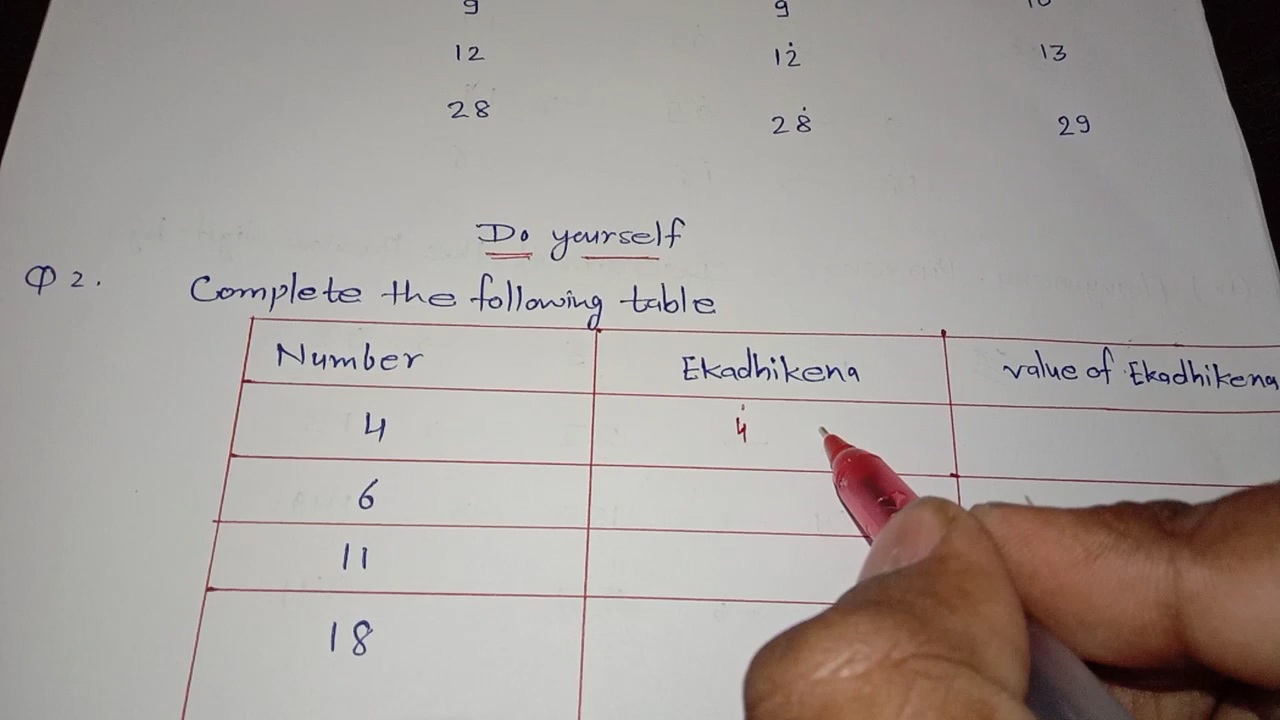 9 9 10
12 12̇ 13
28 28̇ 29
Do yourself
Q 2. Complete the following table
Number Ekadhikena value of Ekadhikena
4 4̇
6
11
18